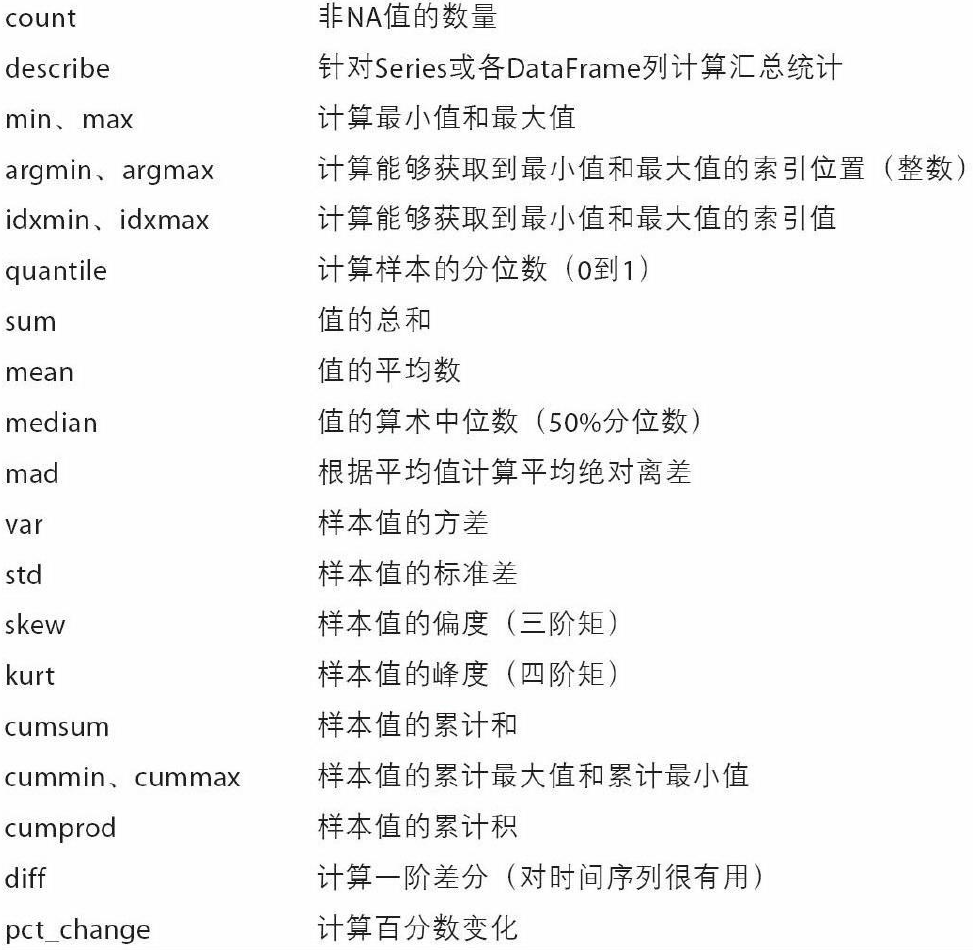 count 非NA值的数量
describe 针对Series或各DataFrame列计算汇总统计
min、max 计算最小值和最大值
argmin、argmax 计算能够获取到最小值和最大值的索引位置（整数）
idxmin、idxmax 计算能够获取到最小值和最大值的索引值
quantile 计算样本的分位数（0到1）
sum 值的总和
mean 值的平均数
median 值的算术中位数（50%分位数）
mad 根据平均值计算平均绝对离差
var 样本值的方差
std 样本值的标准差
skew 样本值的偏度（三阶矩）
kurt 样本值的峰度（四阶矩）
cumsum 样本值的累计和
cummin、cummax 样本值的累计最大值和累计最小值
cumprod 样本值的累计积
diff 计算一阶差分（对时间序列很有用）
pct_change 计算百分数变化